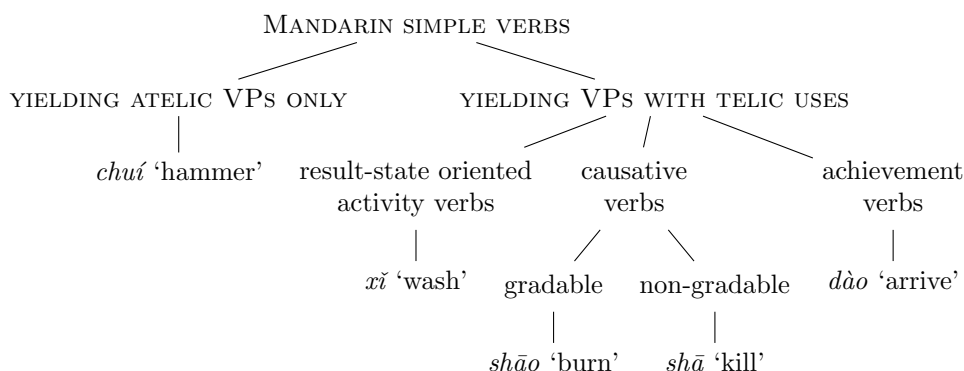 MANDARIN SIMPLE VERBS
YIELDING ATELIC VPS ONLY YIELDING VPS WITH TELIC USES
chuí ‘hammer’ result-state oriented causative achievement
activity verbs verbs verbs
xǐ ‘wash’ gradable non-gradable dào ‘arrive’
shāo ‘burn’ shā ‘kill’